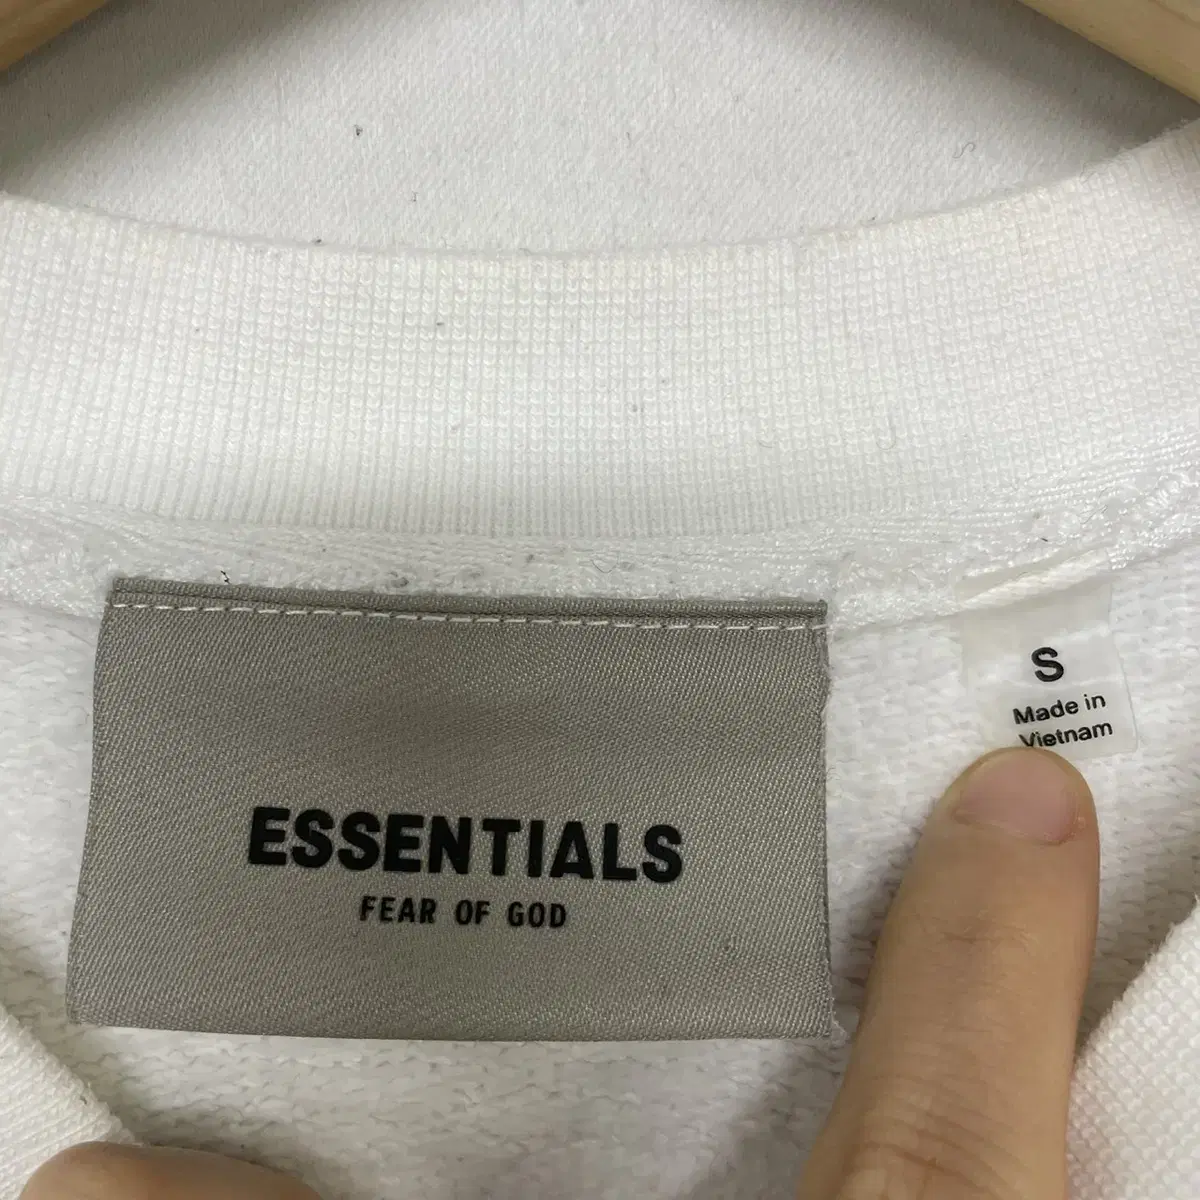 ESSENTIALS
FEAR OF GOD
S
Made in
Vietnam